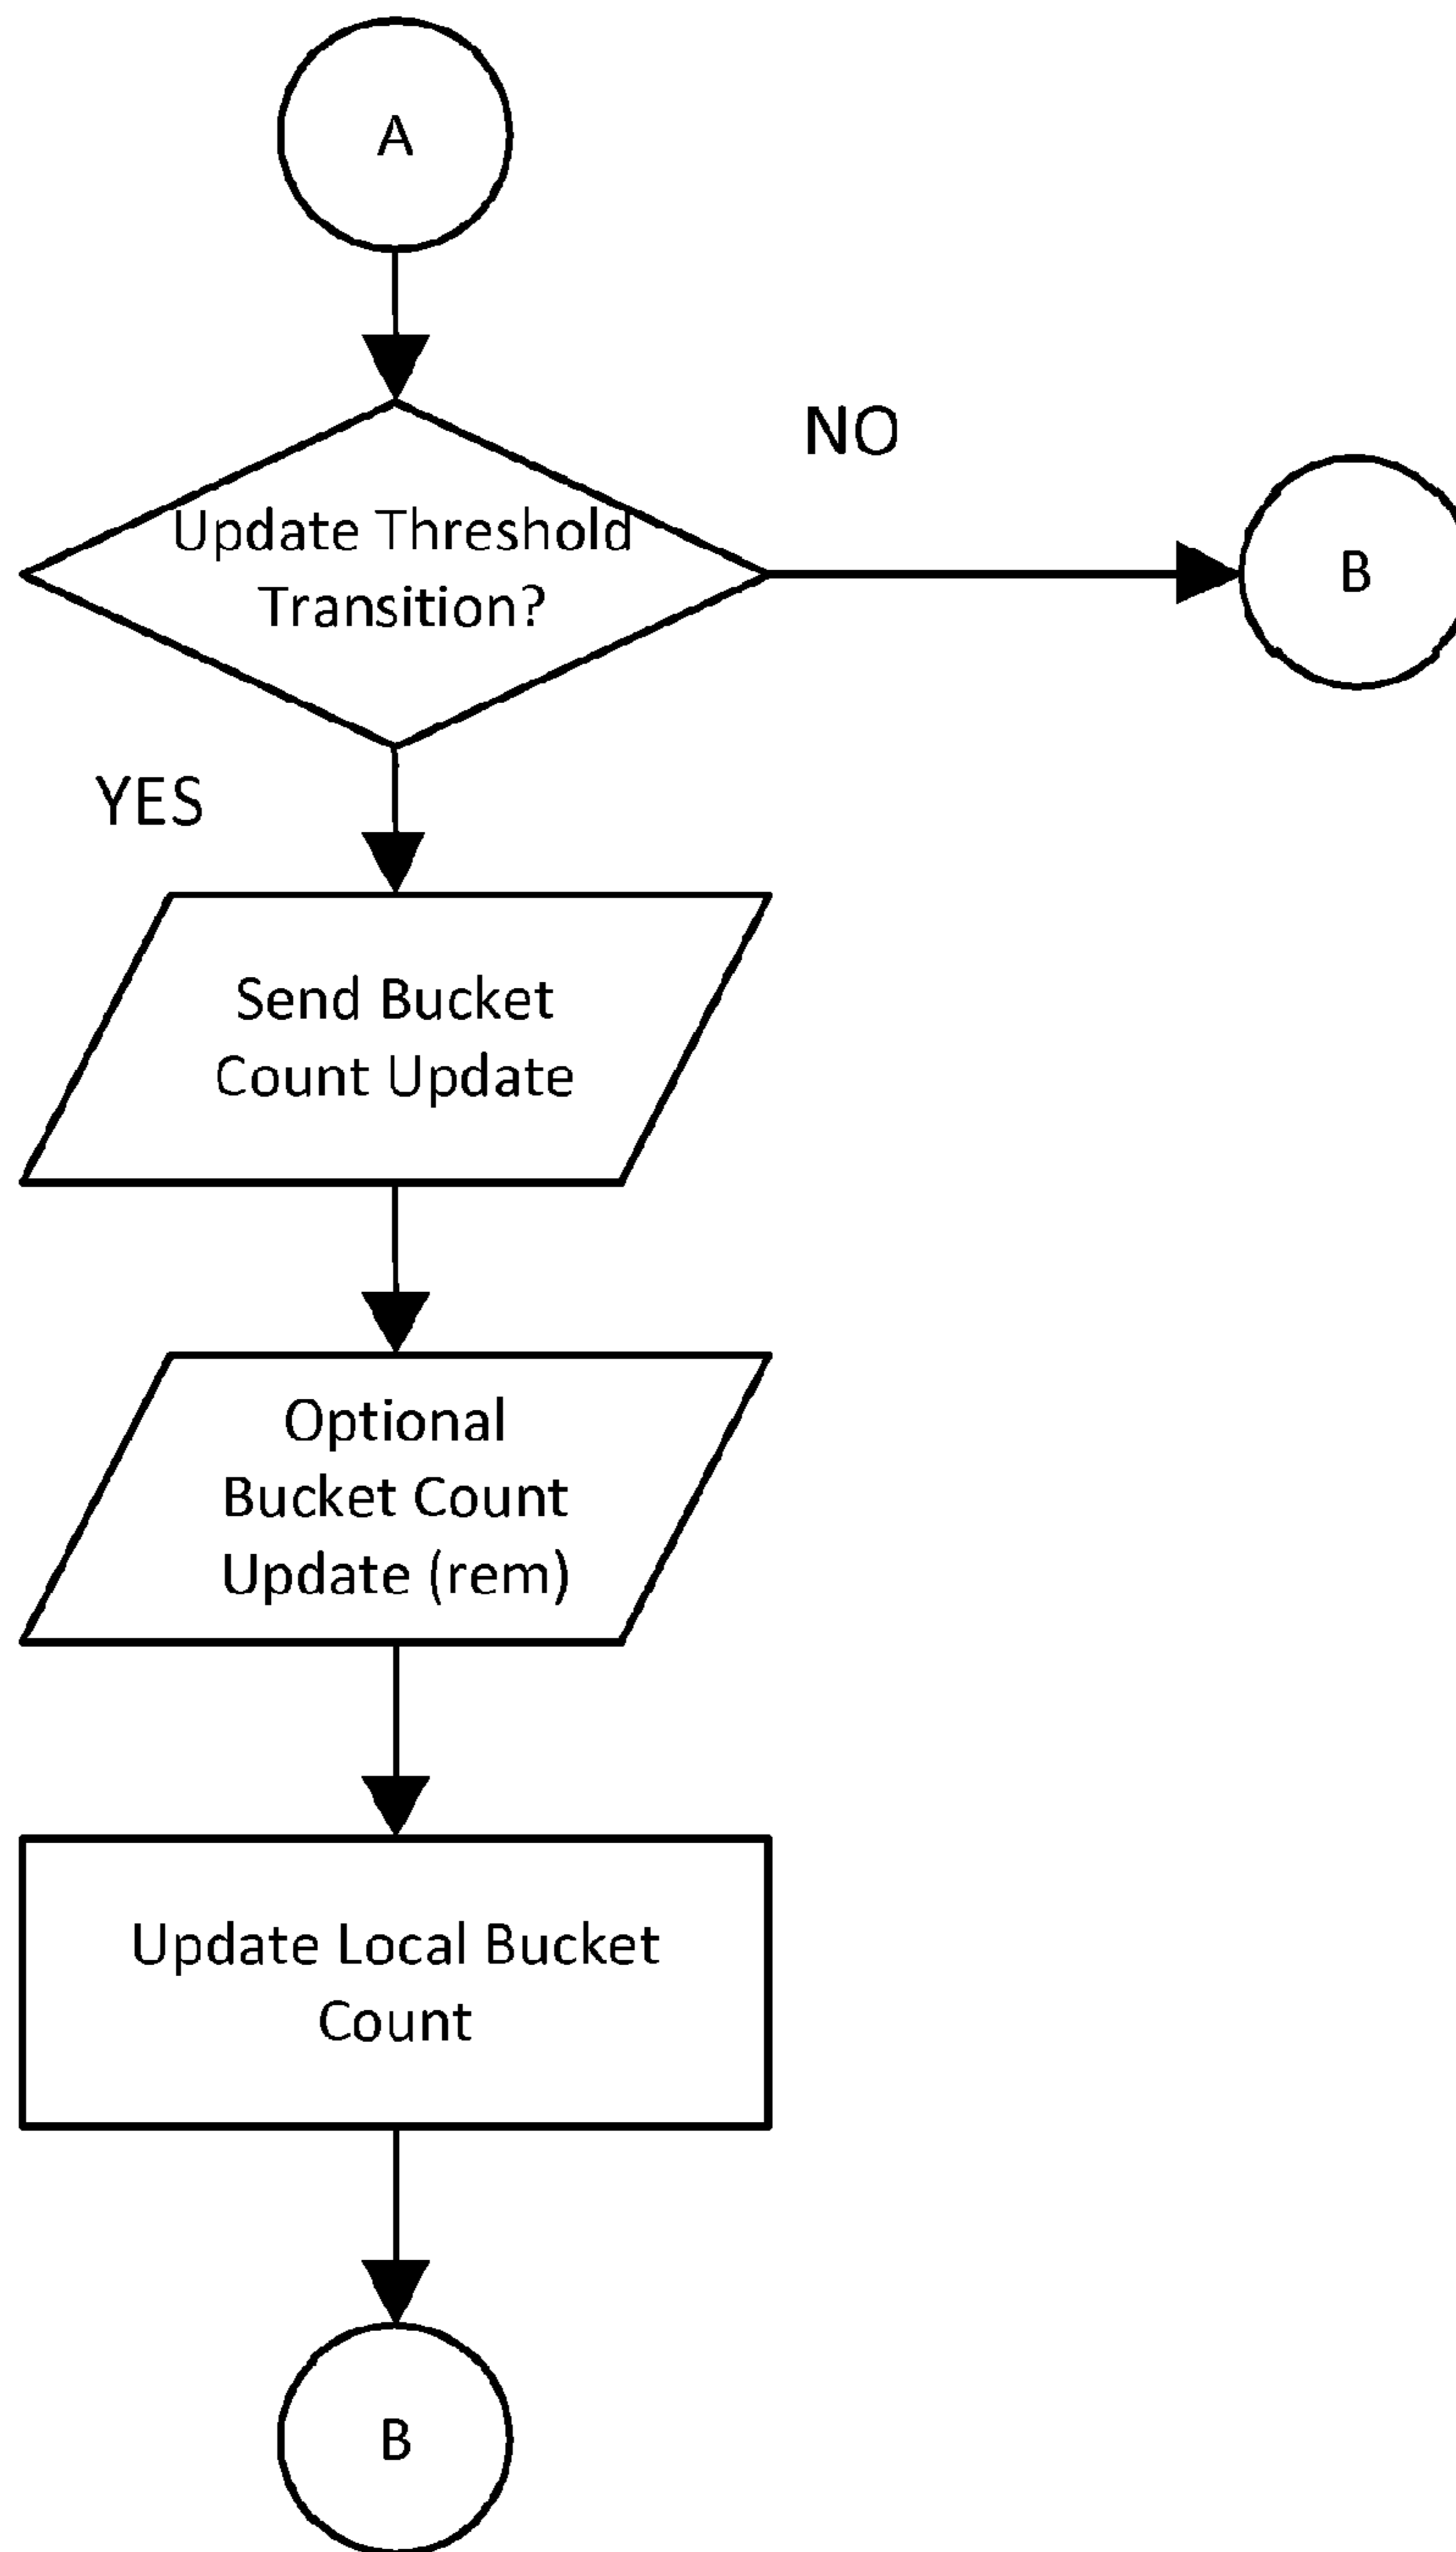 A
NO
Update Threshold
Transition?
B
YES
Send Bucket
Count Update
Optional
Bucket Count
Update (rem)
Update Local Bucket
Count
B